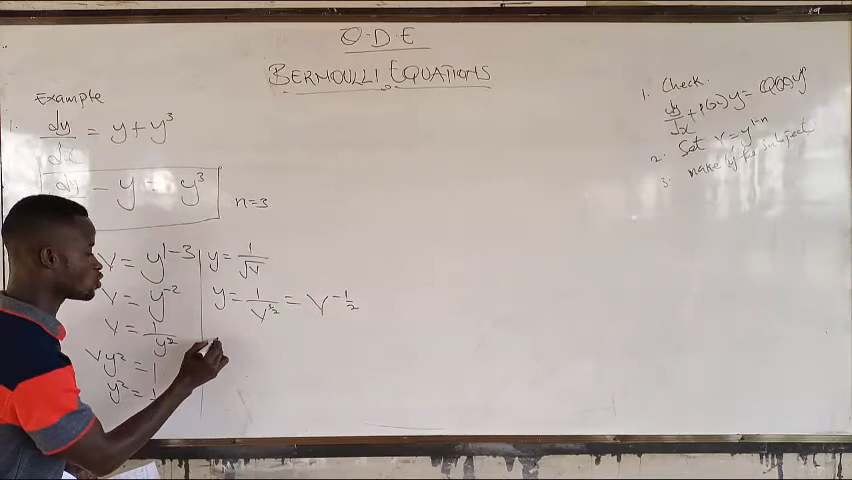 O.D.E
BERNOULLI EQUATIONS
Example
1. dy/dx = y + y³
dy - y = y³
n=3
V = y^1-3
V = y^-2
V = 1/y²
Vy² = 1
y² = 1
y = 1/√V
y = 1/V^½ = V^-½
1. Check.
dy/dx + P(x)y = Q(x)yⁿ
2. Set V = y^1-n
3. make y the subject